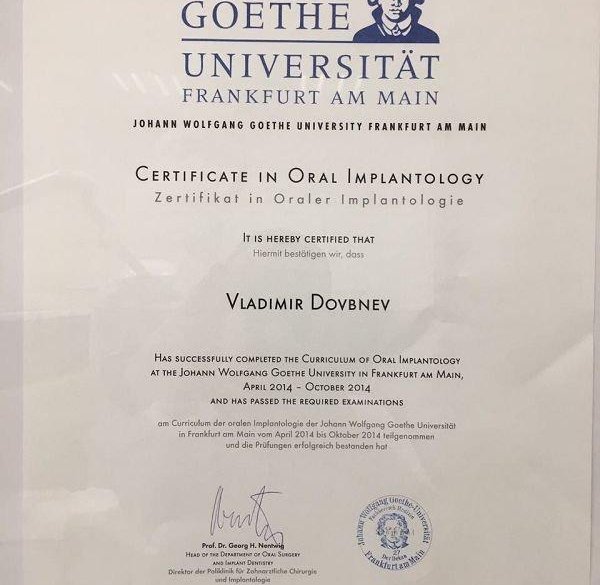 GOETHE
UNIVERSITÄT
FRANKFURT AM MAIN
JOHANN WOLFGANG GOETHE UNIVERSITY FRANKFURT AM MAIN
CERTIFICATE IN ORAL IMPLANTOLOGY
Zertifikat in Oraler Implantologie
IT IS HEREBY CERTIFIED THAT
Hiermit bestätigen wir, dass
VLADIMIR DOVBNEV
HAS SUCCESSFULLY COMPLETED THE CURRICULUM OF ORAL IMPLANTOLOGY
AT THE JOHANN WOLFGANG GOETHE UNIVERSITY IN FRANKFURT AM MAIN,
APRIL 2014 – OCTOBER 2014
AND HAS PASSED THE REQUIRED EXAMINATIONS
am Curriculum der oralen Implantologie der Johann Wolfgang Goethe Universität
in Frankfurt am Main vom April 2014 bis Oktober 2014 teilgenommen
und die Prüfungen erfolgreich bestanden hat
Prof. Dr. Georg H. Nentwig
HEAD OF THE DEPARTMENT OF ORAL SURGERY
AND IMPLANT DENTISTRY
Direktor der Poliklinik für Zahnärztliche Chirurgie
und Implantologie
Johann Wolfgang Goethe-Universität
Fachbereich Medizin
27
Der Dekan
Frankfurt am Main